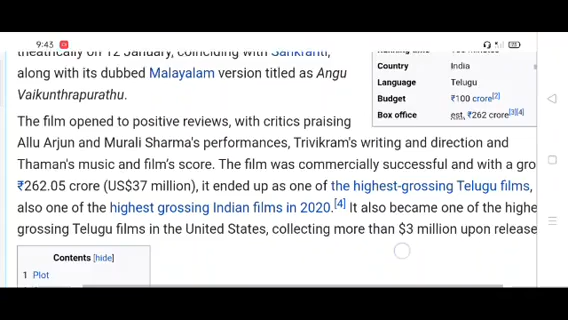 9:43
theatrically on 12 January, coinciding with Sankranti,
along with its dubbed Malayalam version titled as Angu
Vaikunthrapurathu.
Country India
Language Telugu
Budget ₹100 crore[2]
Box office est. ₹262 crore[3][4]
The film opened to positive reviews, with critics praising
Allu Arjun and Murali Sharma's performances, Trivikram's writing and direction and
Thaman's music and film's score. The film was commercially successful and with a gro
₹262.05 crore (US$37 million), it ended up as one of the highest-grossing Telugu films,
also one of the highest grossing Indian films in 2020.[4] It also became one of the highe
grossing Telugu films in the United States, collecting more than $3 million upon release
Contents [hide]
1 Plot